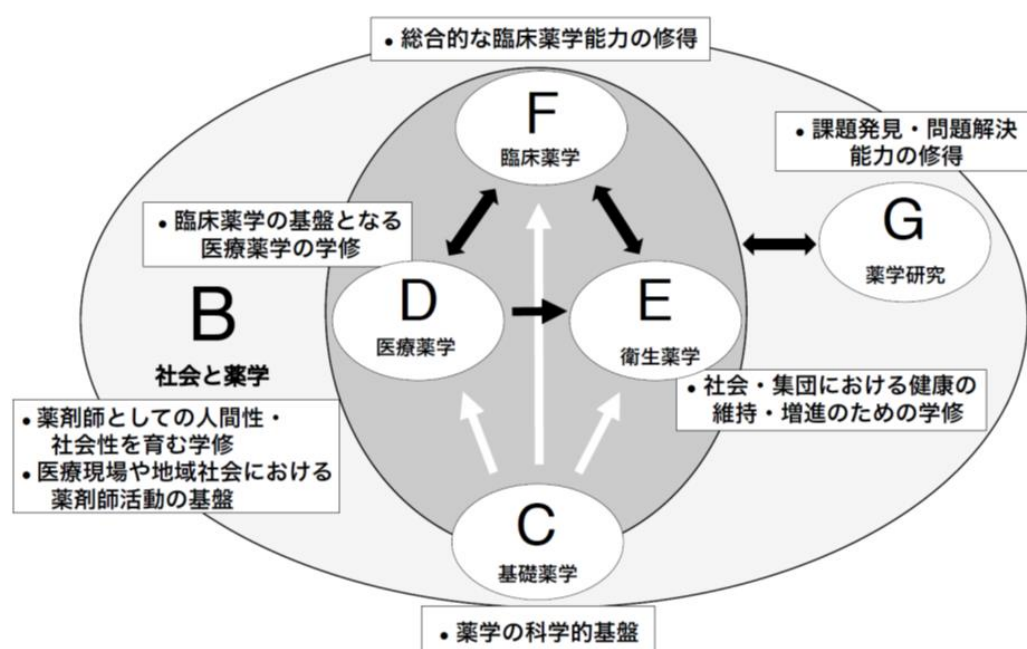 • 総合的な臨床薬学能力の修得
F
臨床薬学
• 課題発見・問題解決
能力の修得
G
薬学研究
• 臨床薬学の基盤となる
医療薬学の学修
D
医療薬学
E
衛生薬学
B
社会と薬学
• 社会・集団における健康の
維持・増進のための学修
• 薬剤師としての人間性・
社会性を育む学修
• 医療現場や地域社会における
薬剤師活動の基盤
C
基礎薬学
• 薬学の科学的基盤